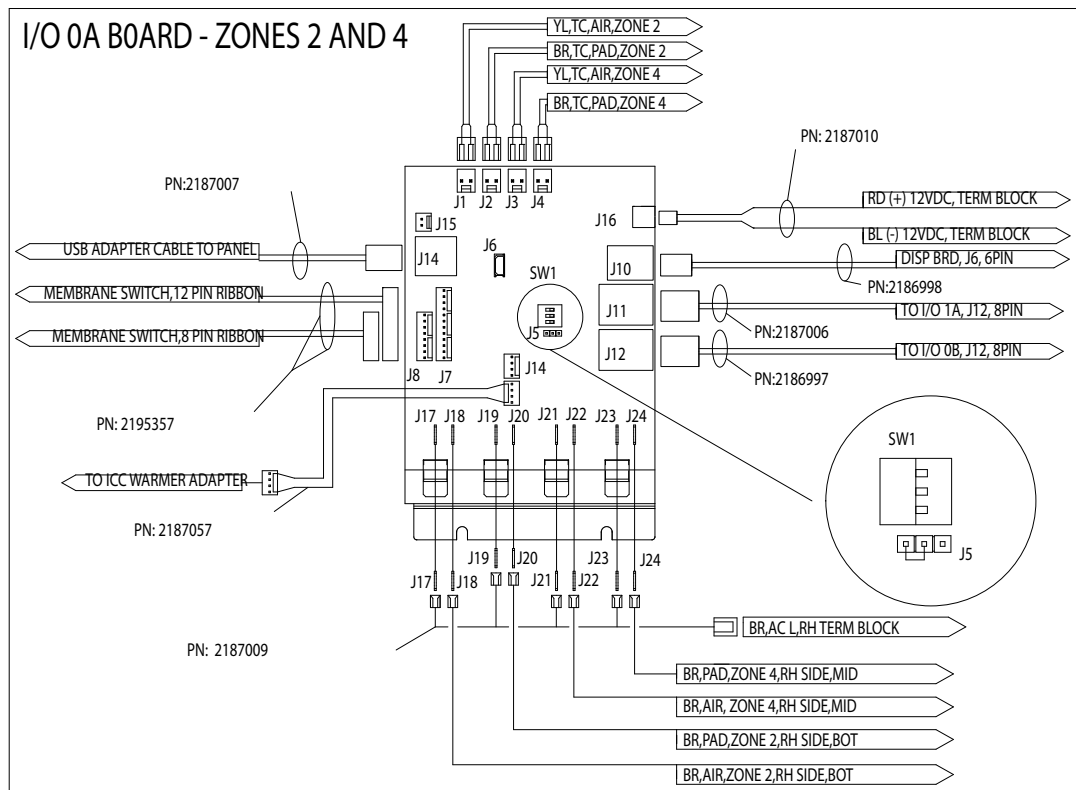 I/O 0A B0ARD - ZONES 2 AND 4
YL,TC,AIR,ZONE 2
BR,TC,PAD,ZONE 2
YL,TC,AIR,ZONE 4
BR,TC,PAD,ZONE 4
PN: 2187010
PN:2187007
J1 J2 J3 J4
RD (+) 12VDC, TERM BLOCK
J15
J16
BL (-) 12VDC, TERM BLOCK
USB ADAPTER CABLE TO PANEL
J14
J6
J10
DISP BRD, J6, 6PIN
SW1
PN:2186998
MEMBRANE SWITCH,12 PIN RIBBON
J11
TO I/O 1A, J12, 8PIN
J5
PN:2187006
MEMBRANE SWITCH,8 PIN RIBBON
J12
TO I/O 0B, J12, 8PIN
J8 J7
J14
PN:2186997
PN: 2195357
J17 J18 J19 J20 J21 J22 J23 J24
SW1
TO ICC WARMER ADAPTER
PN: 2187057
J5
J19 J20 J23 J24
J17 J18 J21 J22
BR,AC L,RH TERM BLOCK
PN: 2187009
BR,PAD,ZONE 4,RH SIDE,MID
BR,AIR, ZONE 4,RH SIDE,MID
BR,PAD,ZONE 2,RH SIDE,BOT
BR,AIR,ZONE 2,RH SIDE,BOT